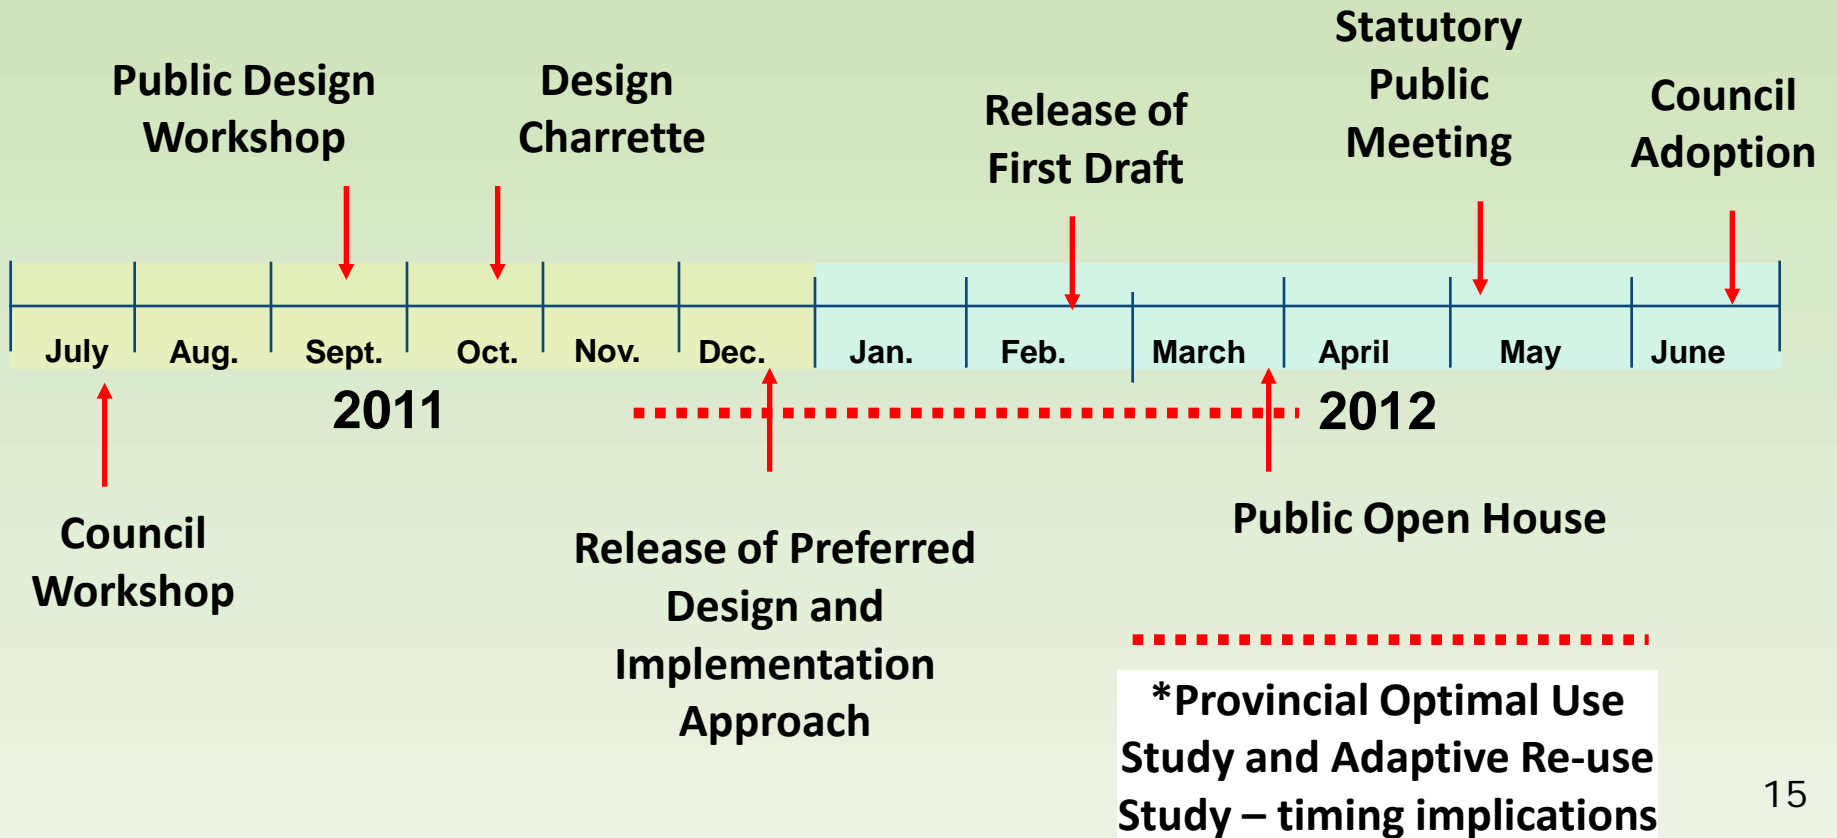 Public Design
Workshop
Design
Charrette
Release of
First Draft
Statutory
Public
Meeting
Council
Adoption
July
Aug.
Sept.
Oct.
Nov.
Dec.
Jan.
Feb.
March
April
May
June
2011
2012
Council
Workshop
Release of Preferred
Design and
Implementation
Approach
Public Open House
*Provincial Optimal Use
Study and Adaptive Re-use
Study – timing implications
15